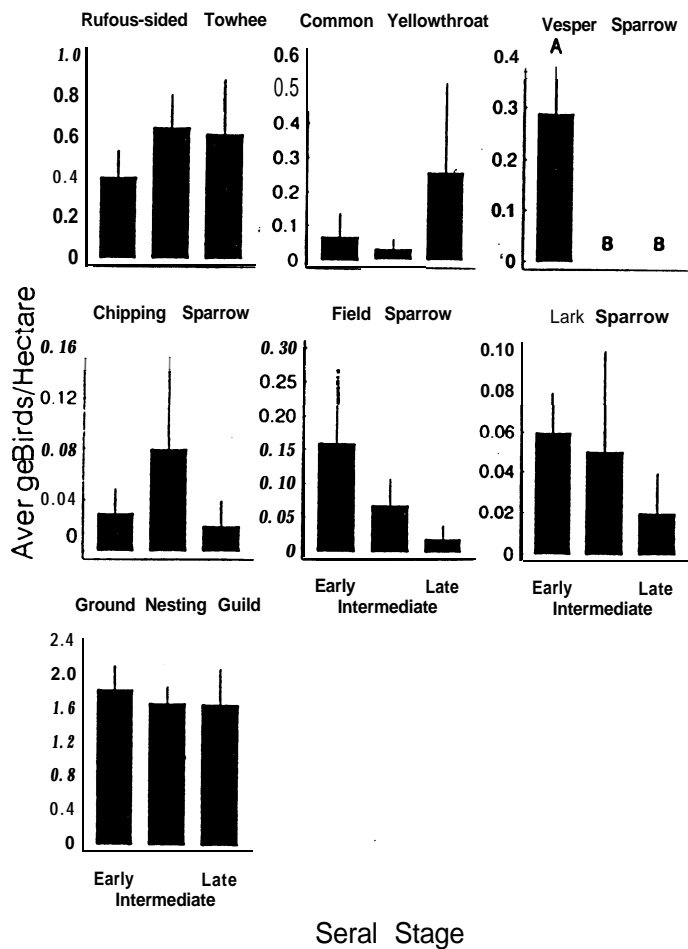 Rufous-sided Towhee
1.0
0.8
0.6
0.4
0.2
0
Common Yellowthroat
0.6
0.5
0.4
0.3
0.2
0.1
0
Vesper Sparrow
A
0.4
0.3
0.2
0.1
0
B B
Aver geBirds/Hectare
Chipping Sparrow
0.16
0.12
0.08
0.04
0
Field Sparrow
0.30
0.25
0.20
0.15
0.10
0.05
0
Early Late
Intermediate
Lark Sparrow
0.10
0.08
0.06
0.04
0.02
0
Early Late
Intermediate
Ground Nesting Guild
2.4
2.0
1.6
1.2
0.8
0.4
0
Early Late
Intermediate
Seral Stage